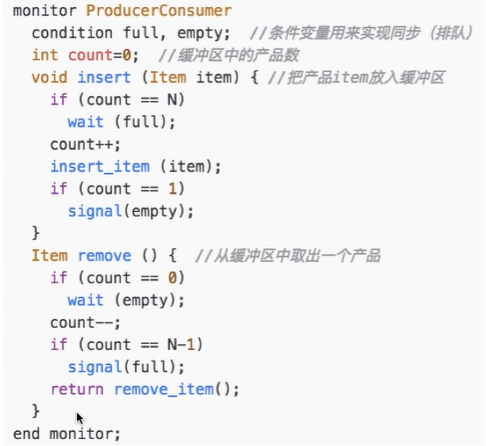 monitor ProducerConsumer
condition full, empty; //条件变量用来实现同步（排队）
int count=0; //缓冲区中的产品数
void insert (Item item) { //把产品item放入缓冲区
if (count == N)
wait (full);
count++;
insert_item (item);
if (count == 1)
signal(empty);
}
Item remove () { //从缓冲区中取出一个产品
if (count == 0)
wait (empty);
count--;
if (count == N-1)
signal(full);
return remove_item();
}
end monitor;